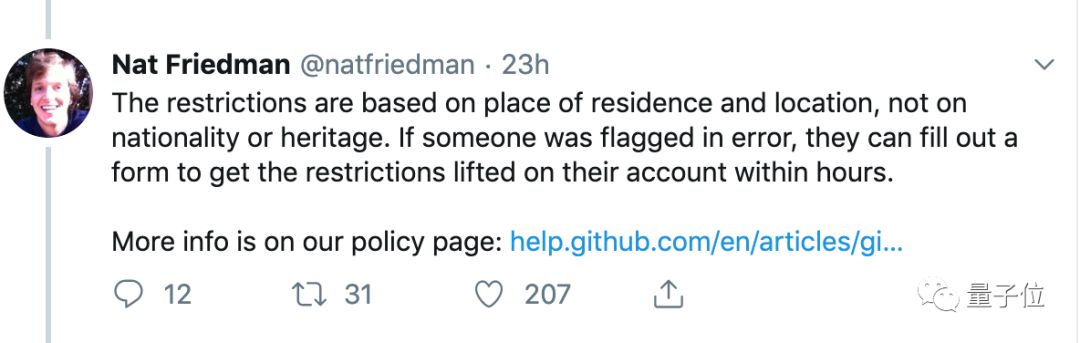 Nat Friedman @natfriedman · 23h
The restrictions are based on place of residence and location, not on
nationality or heritage. If someone was flagged in error, they can fill out a
form to get the restrictions lifted on their account within hours.
More info is on our policy page: help.github.com/en/articles/gi...
12 31 207
量子位